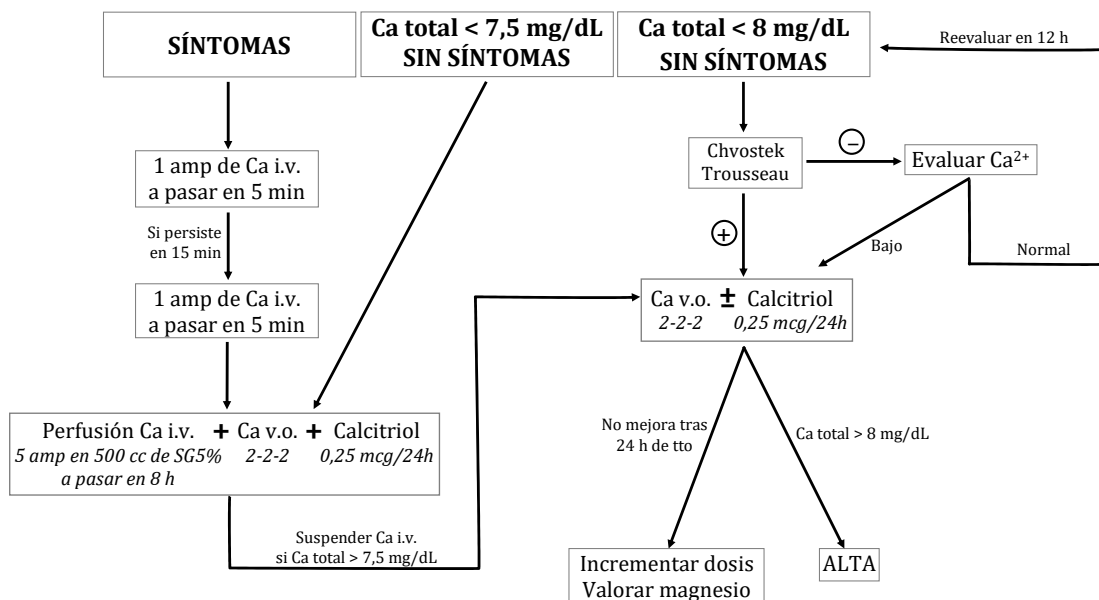 SÍNTOMAS
Ca total < 7,5 mg/dL
SIN SÍNTOMAS
Ca total < 8 mg/dL
SIN SÍNTOMAS
Reevaluar en 12 h
1 amp de Ca i.v.
a pasar en 5 min
Chvostek
Trousseau
−
Evaluar Ca²⁺
Si persiste
en 15 min
+
Bajo
Normal
1 amp de Ca i.v.
a pasar en 5 min
Ca v.o. ± Calcitriol
2-2-2 0,25 mcg/24h
Perfusión Ca i.v. + Ca v.o. + Calcitriol
5 amp en 500 cc de SG5% 2-2-2 0,25 mcg/24h
a pasar en 8 h
No mejora tras
24 h de tto
Ca total > 8 mg/dL
Suspender Ca i.v.
si Ca total > 7,5 mg/dL
Incrementar dosis
Valorar magnesio
ALTA